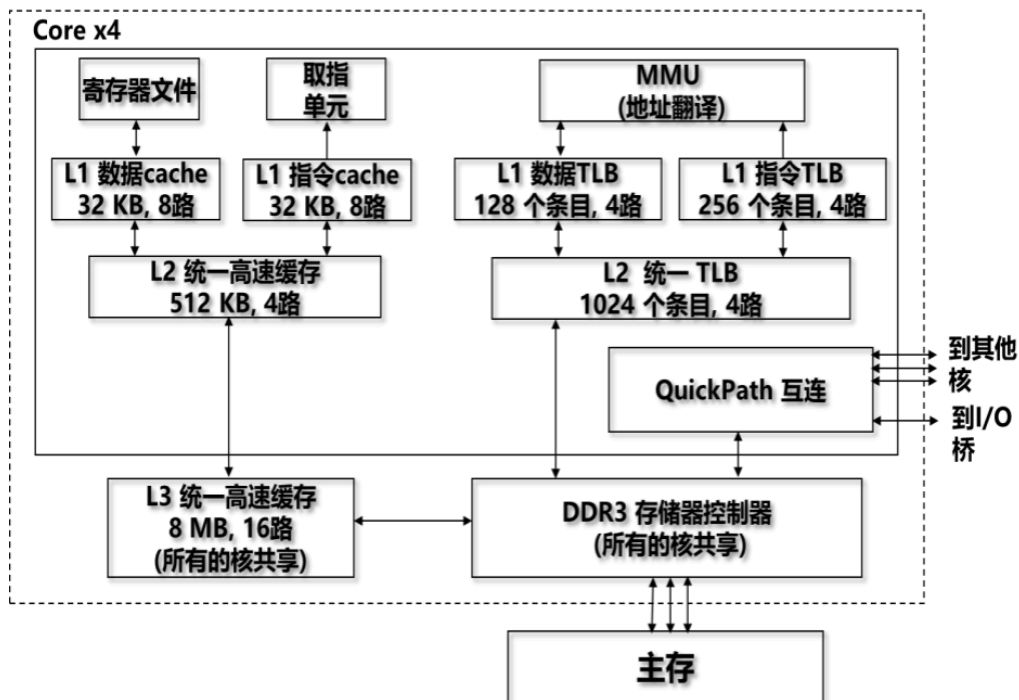 Core x4
寄存器文件
取指
单元
MMU
(地址翻译)
L1 数据cache
32 KB, 8路
L1 指令cache
32 KB, 8路
L1 数据TLB
128 个条目, 4路
L1 指令TLB
256 个条目, 4路
L2 统一高速缓存
512 KB, 4路
L2 统一 TLB
1024 个条目, 4路
QuickPath 互连
到其他
核
到I/O
桥
L3 统一高速缓存
8 MB, 16路
(所有的核共享)
DDR3 存储器控制器
(所有的核共享)
主存